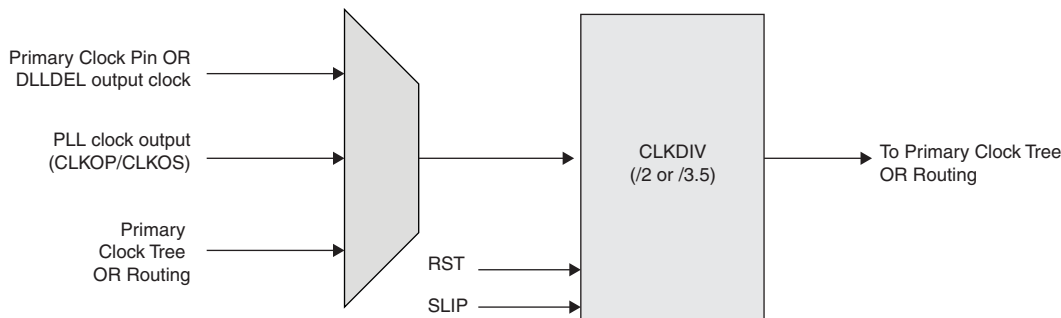 Primary Clock Pin OR
DLLDEL output clock
PLL clock output
(CLKOP/CLKOS)
Primary
Clock Tree
OR Routing
CLKDIV
(/2 or /3.5)
RST
SLIP
To Primary Clock Tree
OR Routing